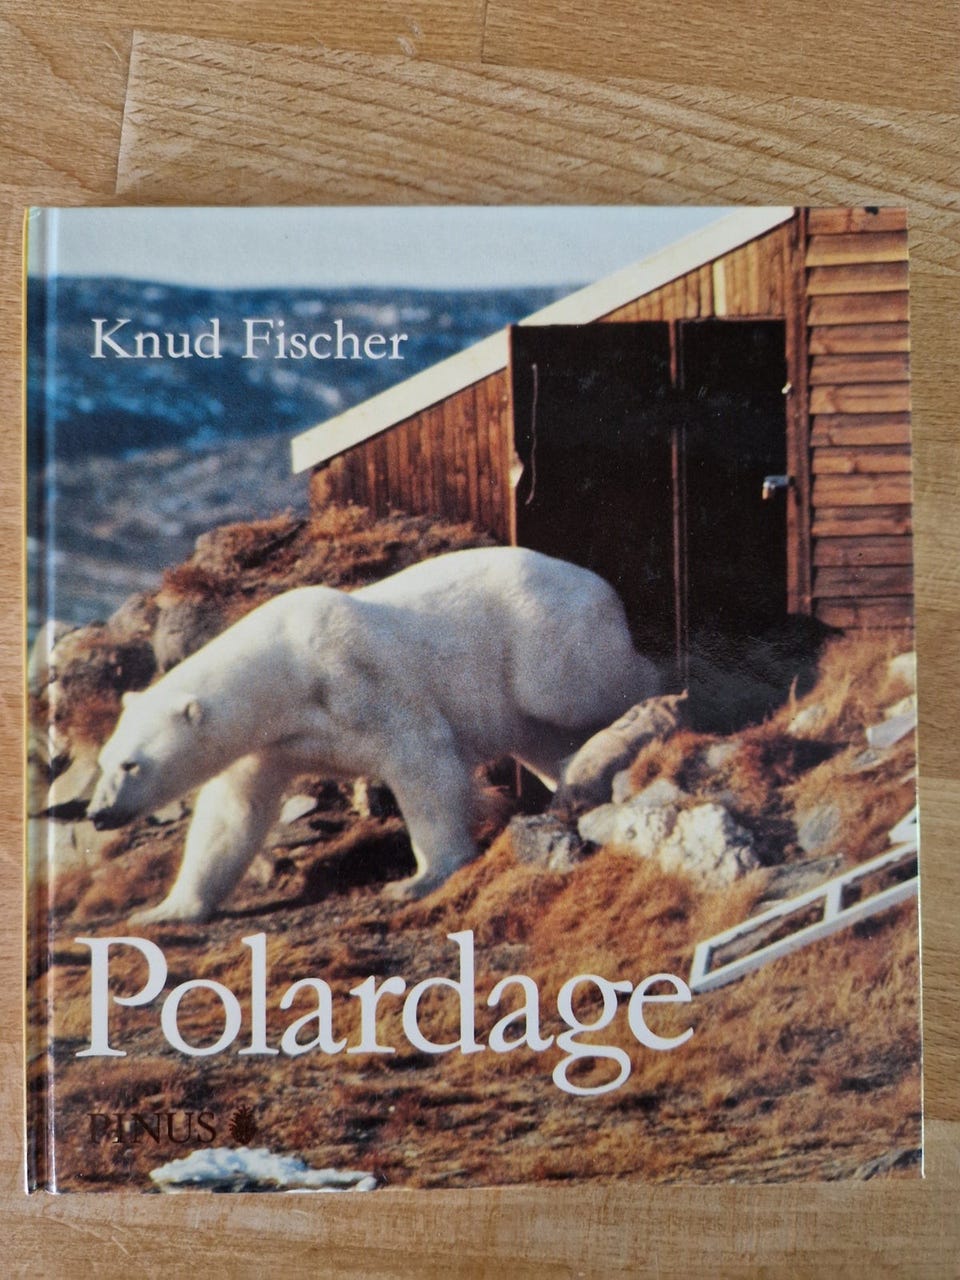 Knud Fischer
Polardage
PINUS